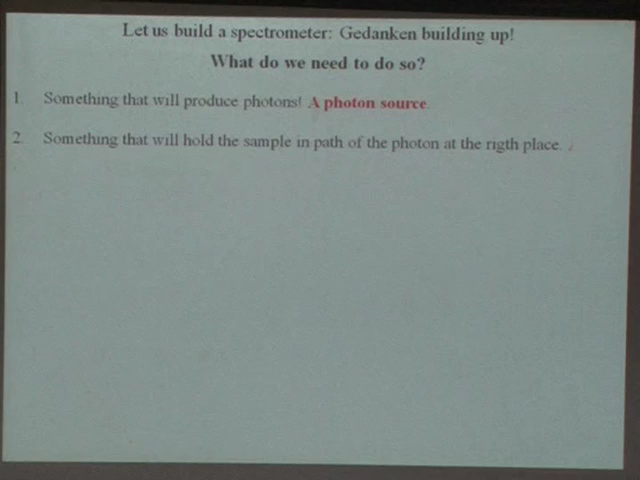 Let us build a spectrometer: Gedanken building up!
What do we need to do so?
1. Something that will produce photons! A photon source.
2. Something that will hold the sample in path of the photon at the rigth place.